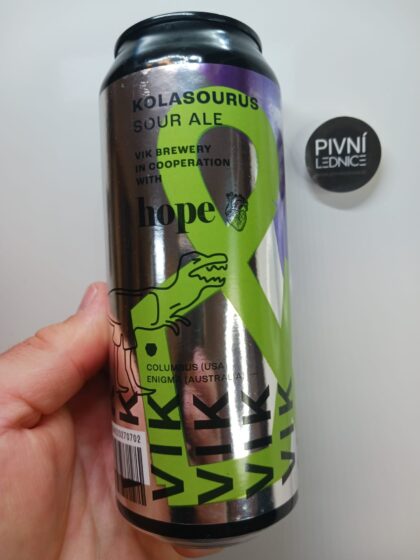 KOLASOURUS
SOUR ALE
VIK BREWERY
IN COOPERATION
WITH
hope
COLUMBUS (USA)
ENIGMA (AUSTRALIA)
VIK
VIK
VIK
VIK
PIVNÍ
LEDNICE